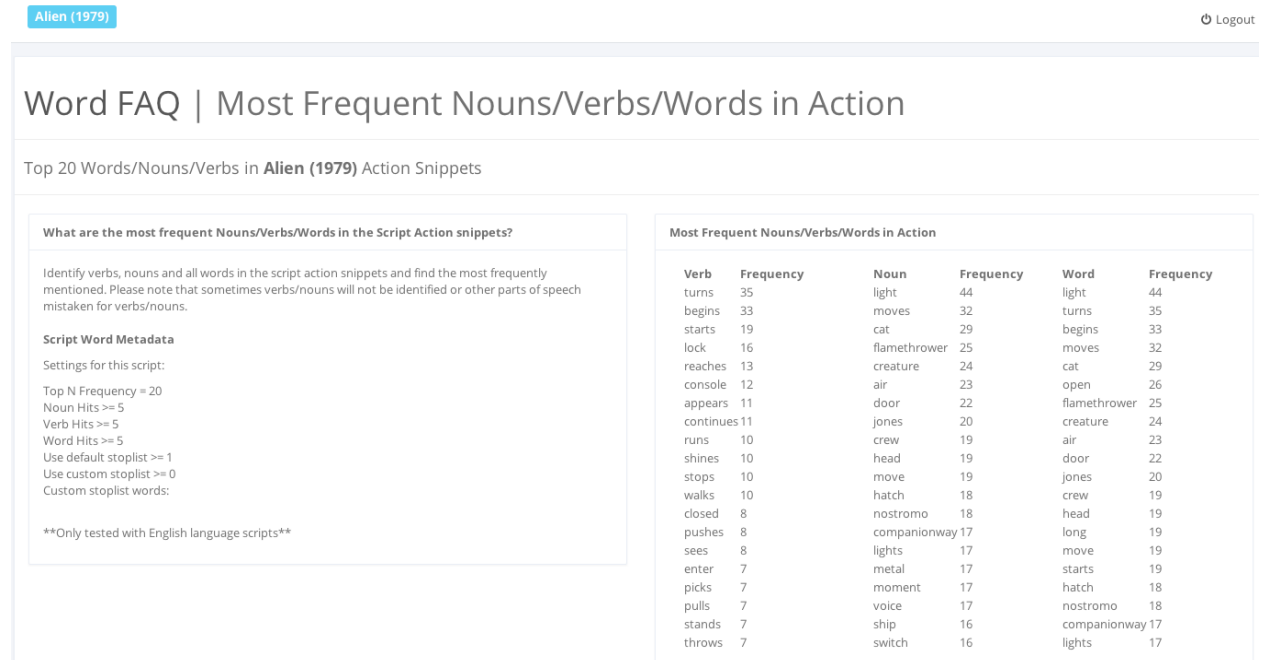 Alien (1979)
Logout
Word FAQ | Most Frequent Nouns/Verbs/Words in Action
Top 20 Words/Nouns/Verbs in Alien (1979) Action Snippets
What are the most frequent Nouns/Verbs/Words in the Script Action snippets?
Identify verbs, nouns and all words in the script action snippets and find the most frequently
mentioned. Please note that sometimes verbs/nouns will not be identified or other parts of speech
mistaken for verbs/nouns.
Script Word Metadata
Settings for this script:
Top N Frequency = 20
Noun Hits >= 5
Verb Hits >= 5
Word Hits >= 5
Use default stoplist >= 1
Use custom stoplist >= 0
Custom stoplist words:
**Only tested with English language scripts**
Most Frequent Nouns/Verbs/Words in Action
Verb Frequency Noun Frequency Word Frequency
turns 35 light 44 light 44
begins 33 moves 32 turns 35
starts 19 cat 29 begins 33
lock 16 flamethrower 25 moves 32
reaches 13 creature 24 cat 29
console 12 air 23 open 26
appears 11 door 22 flamethrower 25
continues 11 jones 20 creature 24
runs 10 crew 19 air 23
shines 10 head 19 door 22
stops 10 move 19 jones 20
walks 10 hatch 18 crew 19
closed 8 nostromo 18 head 19
pushes 8 companionway 17 long 19
sees 8 lights 17 move 19
enter 7 metal 17 starts 19
picks 7 moment 17 hatch 18
pulls 7 voice 17 nostromo 18
stands 7 ship 16 companionway 17
throws 7 switch 16 lights 17